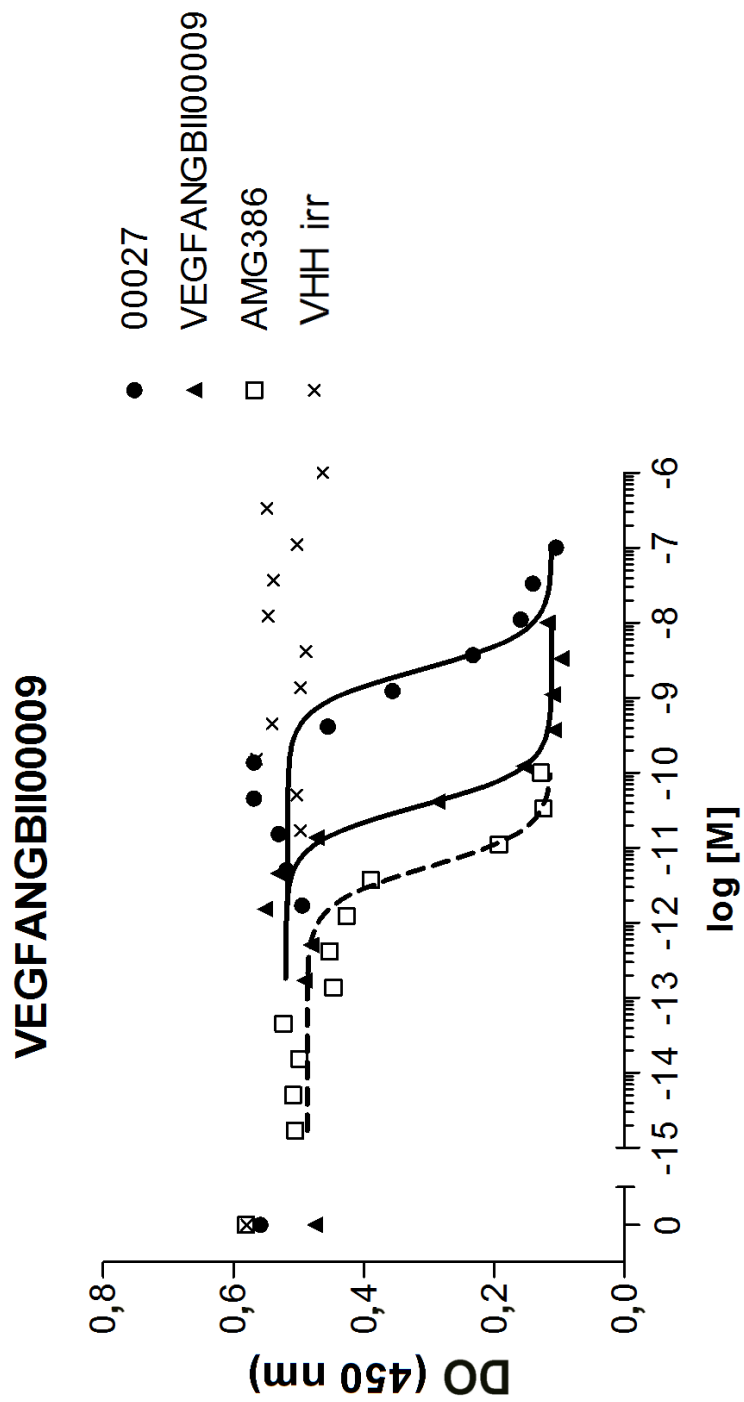 VEGFANGBII00009
00027
VEGFANGBII00009
AMG386
VHH irr
DO (450 nm)
0,8
0,6
0,4
0,2
0,0
0 -15 -14 -13 -12 -11 -10 -9 -8 -7 -6
log [M]